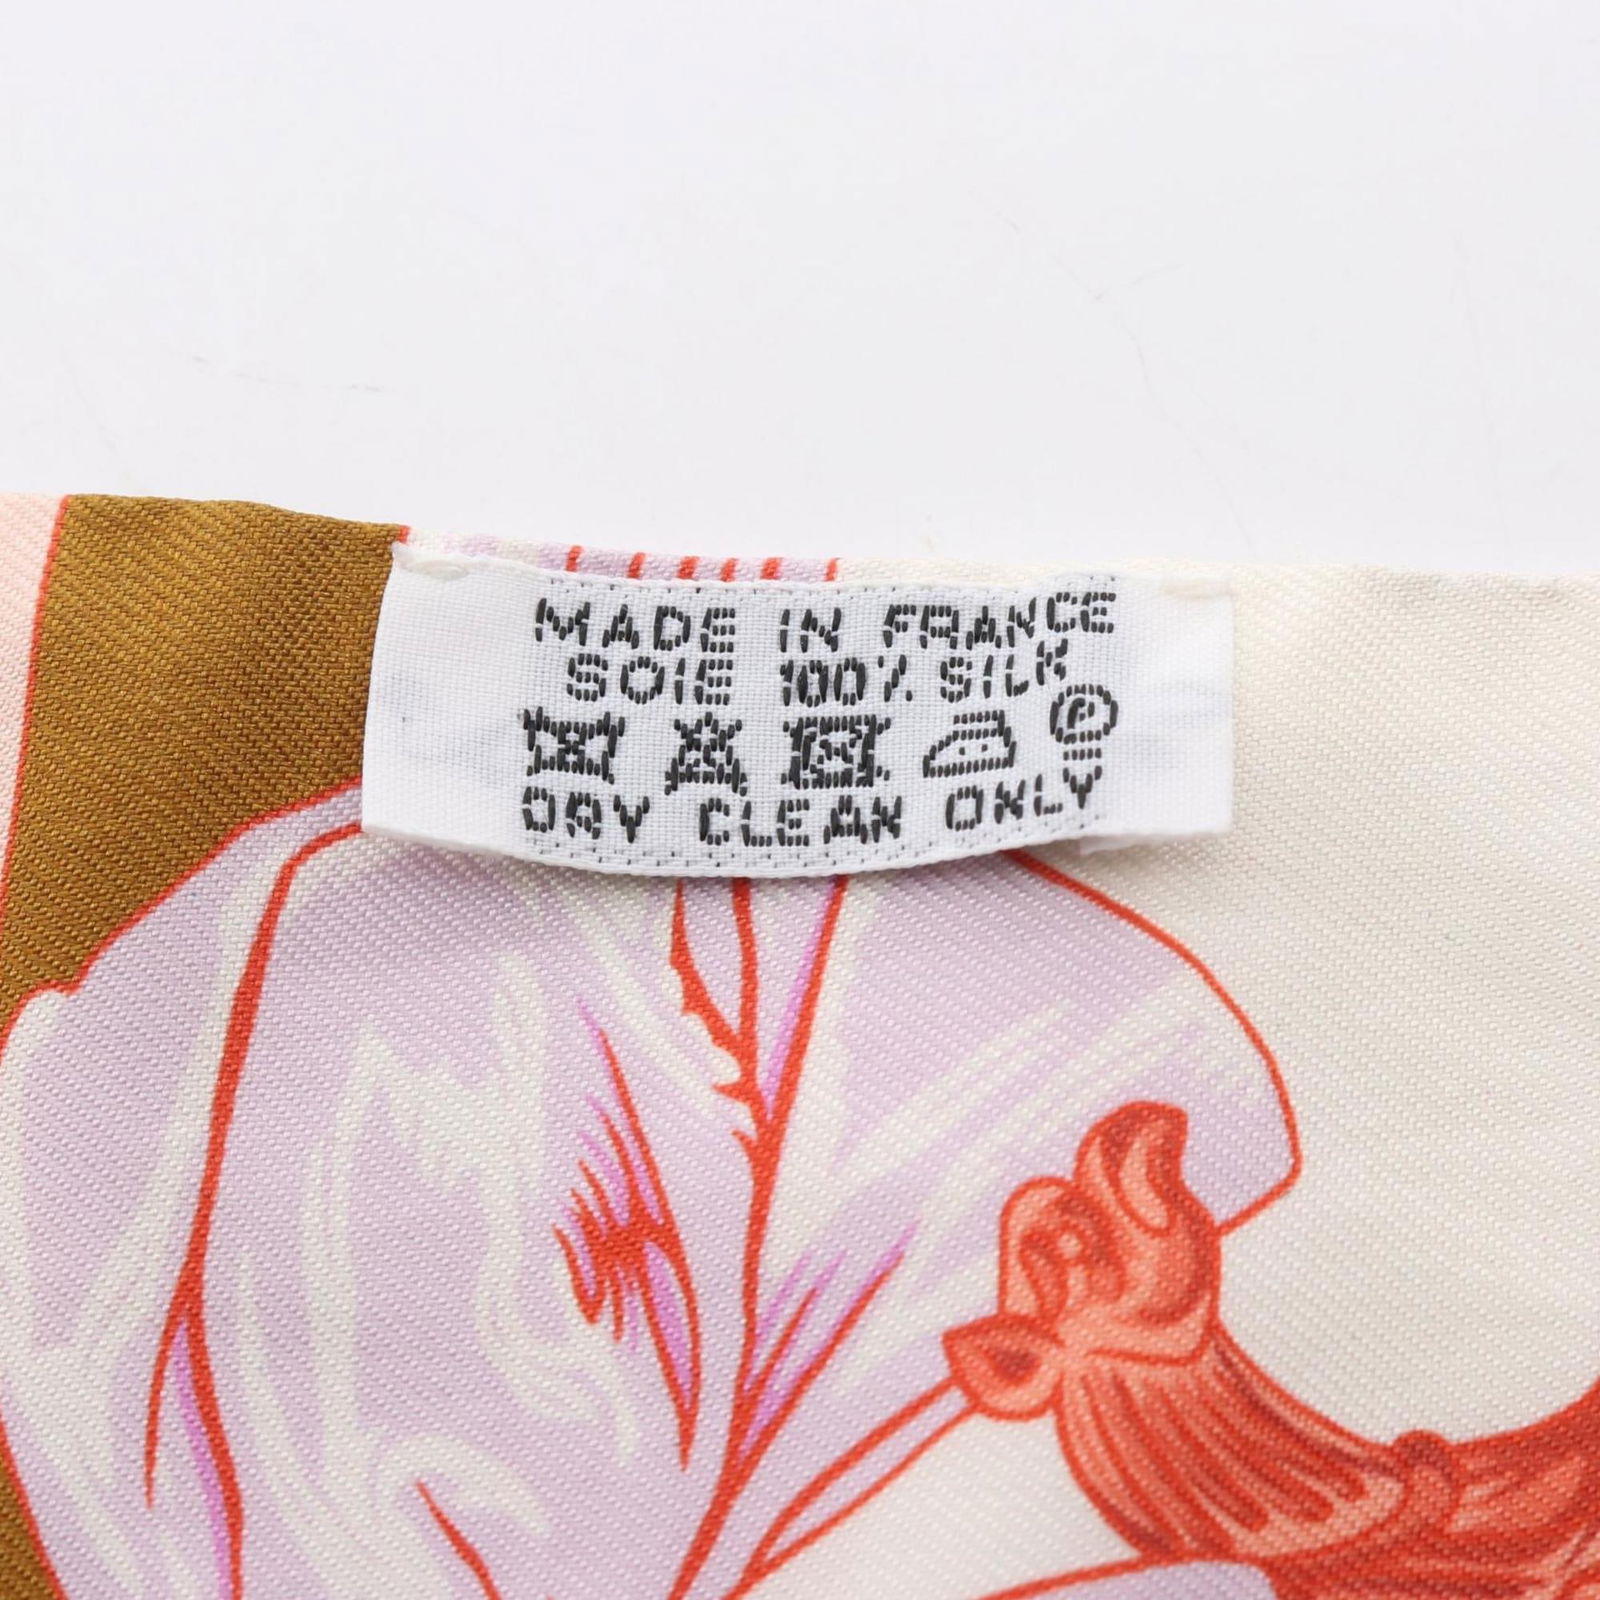 MADE IN FRANCE
SOIE 100% SILK
P
DRY CLEAN ONLY